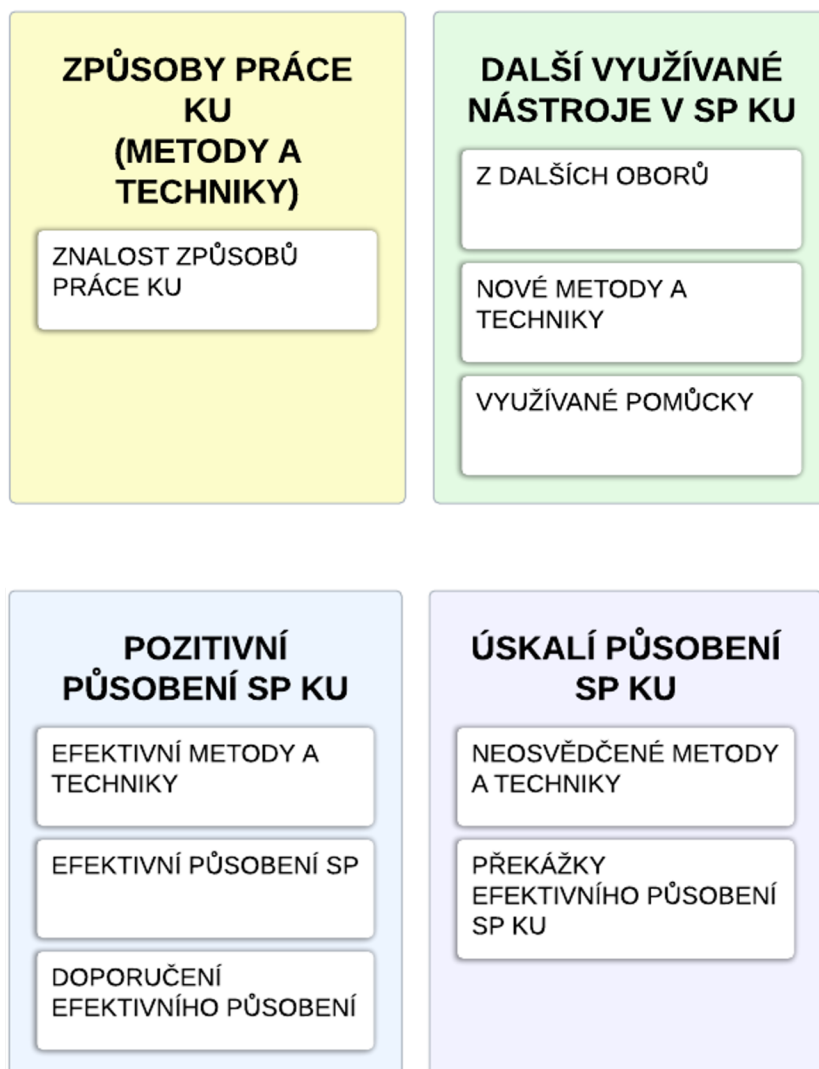 ZPŮSOBY PRÁCE
KU
(METODY A
TECHNIKY)
ZNALOST ZPŮSOBŮ
PRÁCE KU
DALŠÍ VYUŽÍVANÉ
NÁSTROJE V SP KU
Z DALŠÍCH OBORŮ
NOVÉ METODY A
TECHNIKY
VYUŽÍVANÉ POMŮCKY
POZITIVNÍ
PŮSOBENÍ SP KU
EFEKTIVNÍ METODY A
TECHNIKY
EFEKTIVNÍ PŮSOBENÍ SP
DOPORUČENÍ
EFEKTIVNÍHO PŮSOBENÍ
ÚSKALÍ PŮSOBENÍ
SP KU
NEOSVĚDČENÉ METODY
A TECHNIKY
PŘEKÁŽKY
EFEKTIVNÍHO PŮSOBENÍ
SP KU